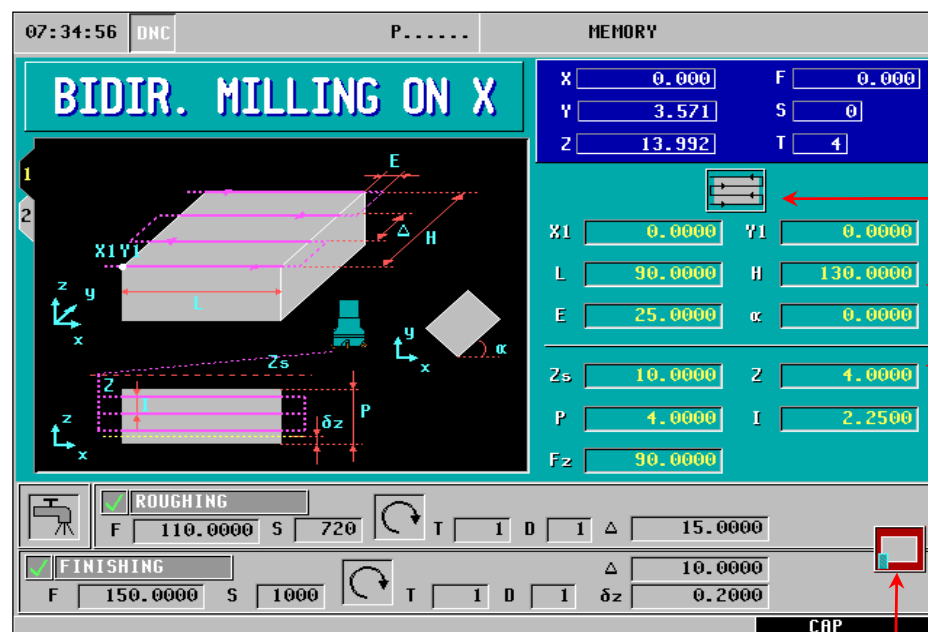 07:34:56 DNC P...... MEMORY
BIDIR. MILLING ON X
X 0.000 F 0.000
Y 3.571 S 0
Z 13.992 T 4
1
2
E
Δ
H
X1Y1
L
z y x
y x α
Zs
Z
I
P
δz
z x
X1 0.0000 Y1 0.0000
L 90.0000 H 130.0000
E 25.0000 α 0.0000
Zs 10.0000 Z 4.0000
P 4.0000 I 2.2500
Fz 90.0000
ROUGHING
F 110.0000 S 720 T 1 D 1 Δ 15.0000
FINISHING
Δ 10.0000
F 150.0000 S 1000 T 1 D 1 δz 0.2000
CAP